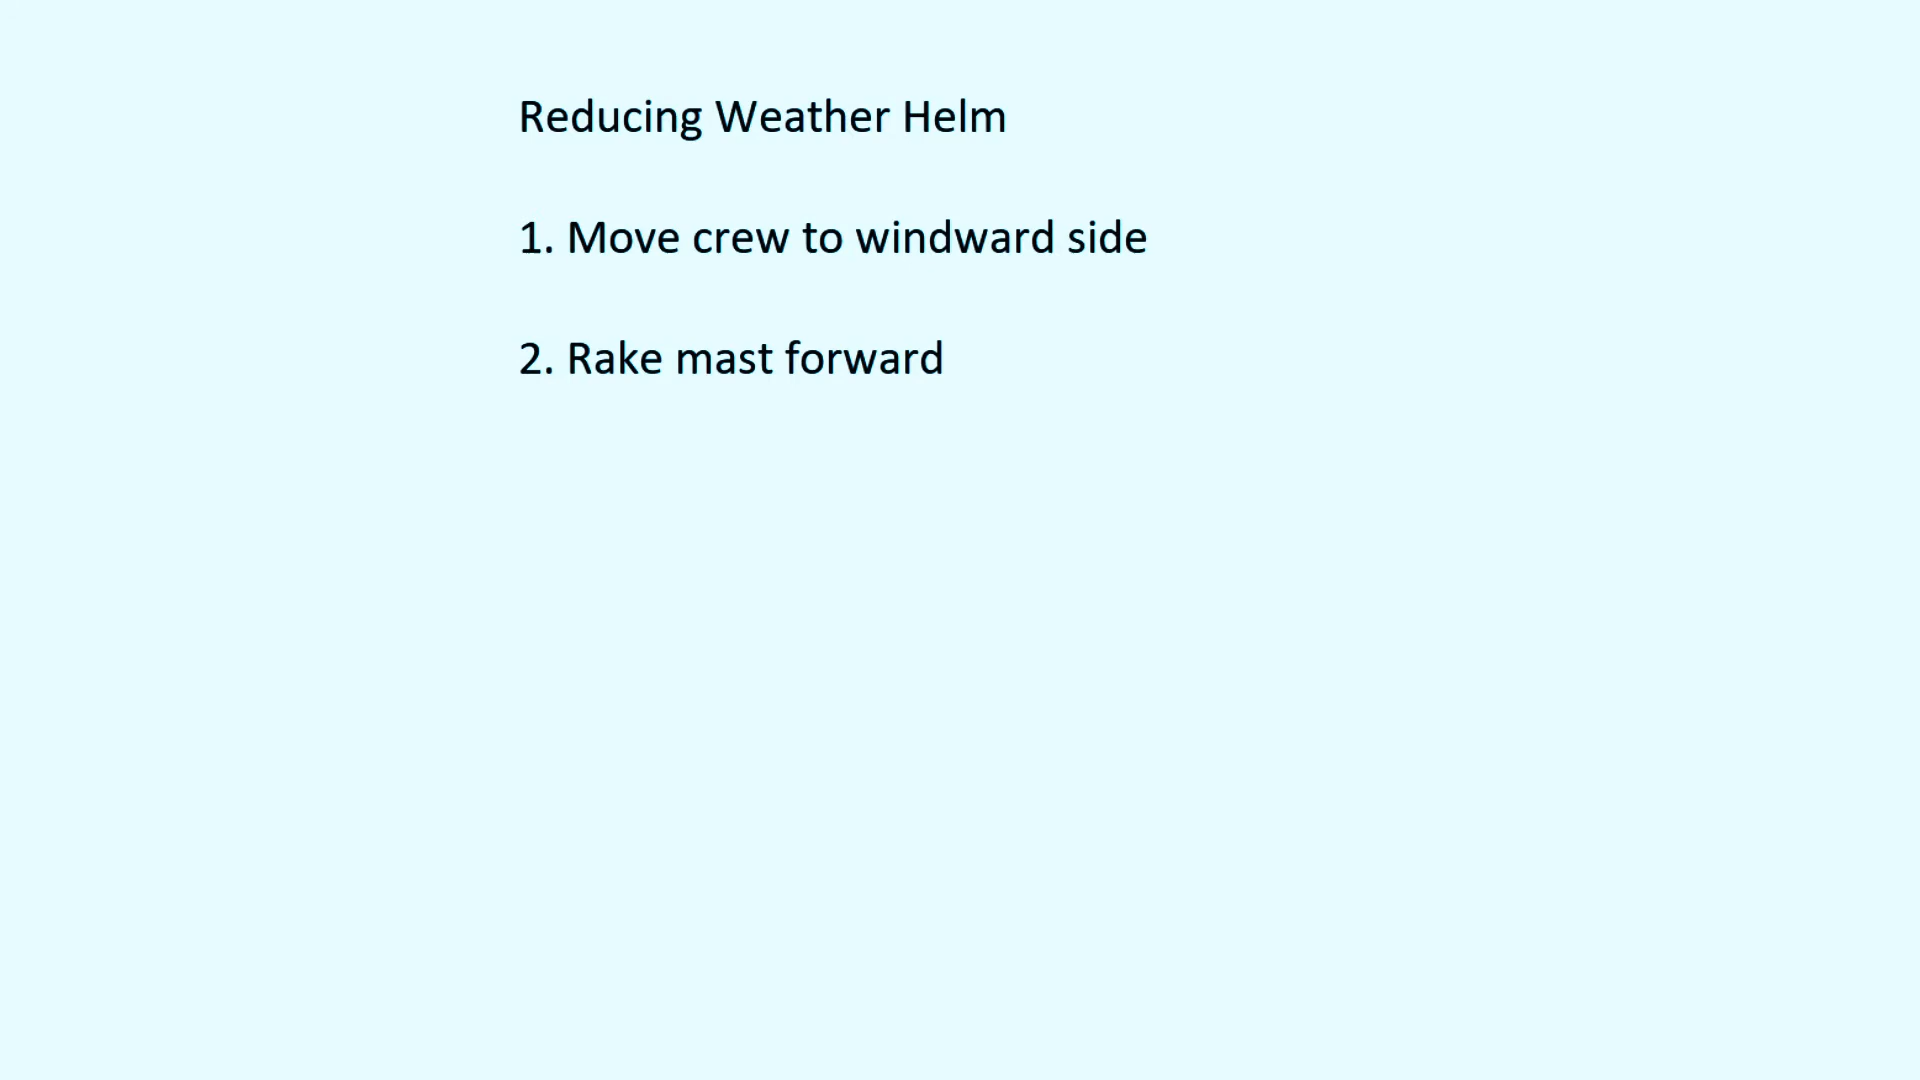 Reducing Weather Helm
1. Move crew to windward side
2. Rake mast forward